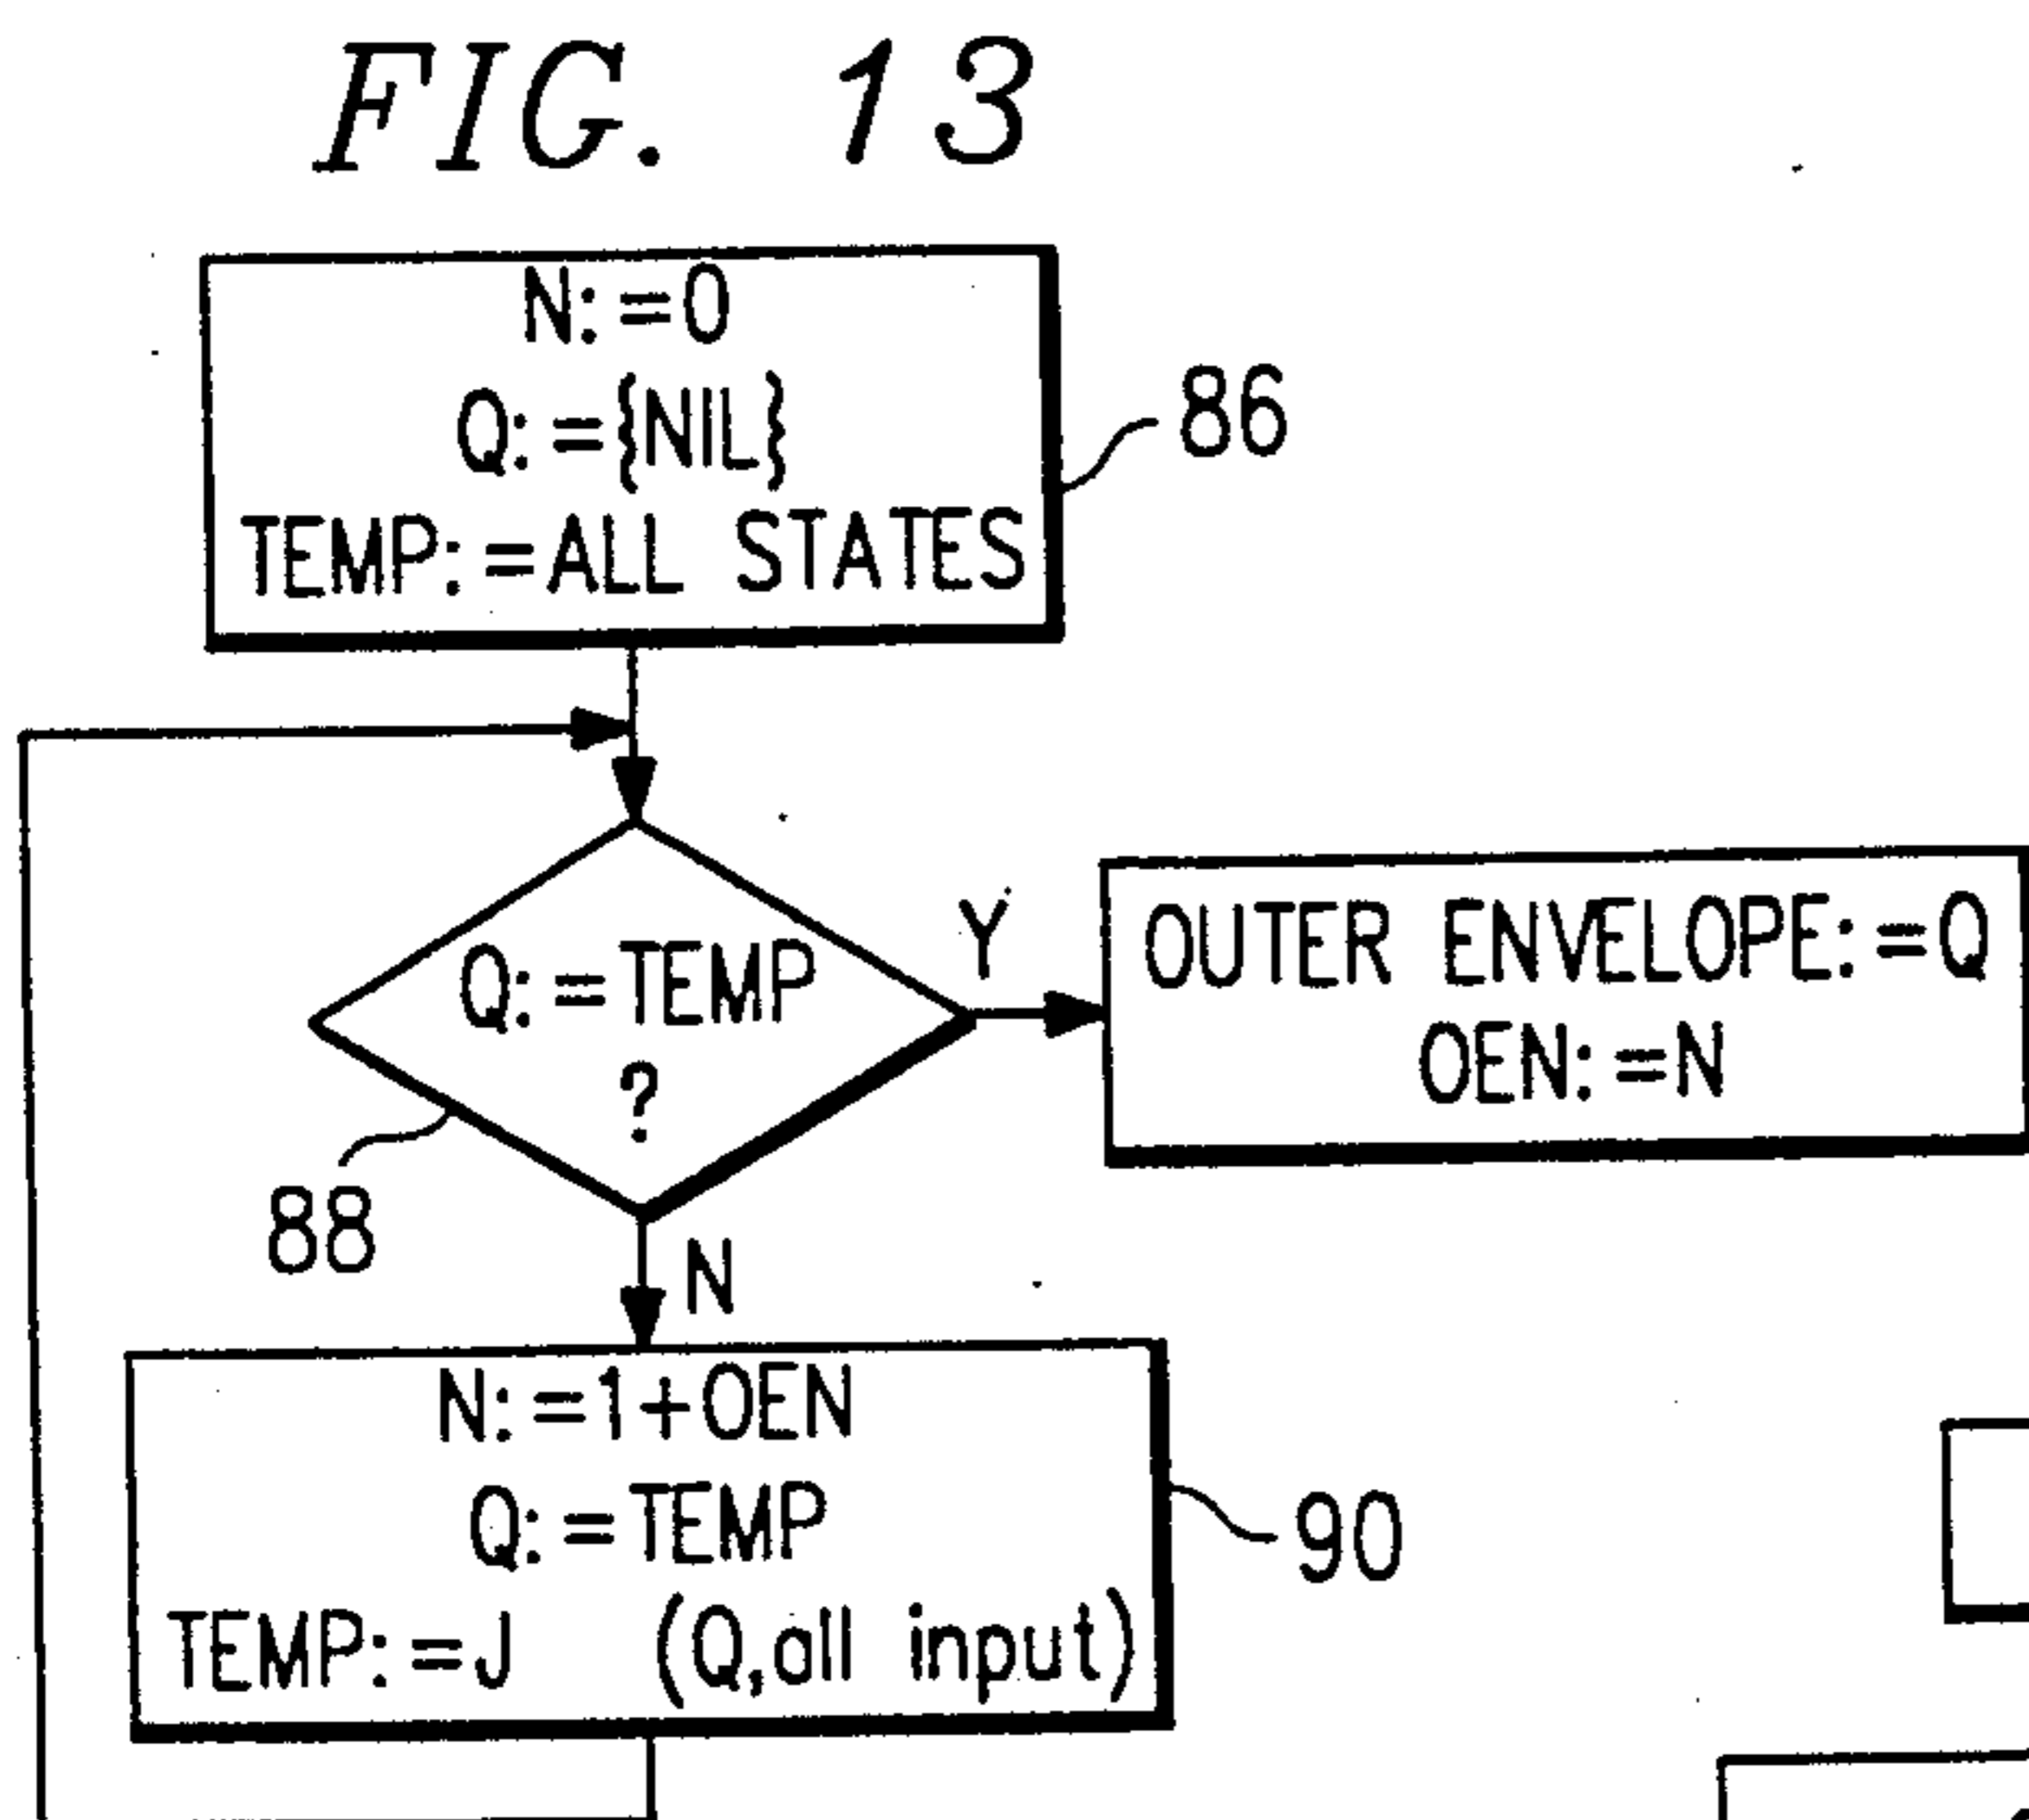 FIG. 13
N:=0
Q:={NIL}
TEMP:=ALL STATES
86
Q:=TEMP
?
Y
OUTER ENVELOPE:=Q
OEN:=N
88
N
N:=1+OEN
Q:=TEMP
TEMP:=J (Q,all input)
90